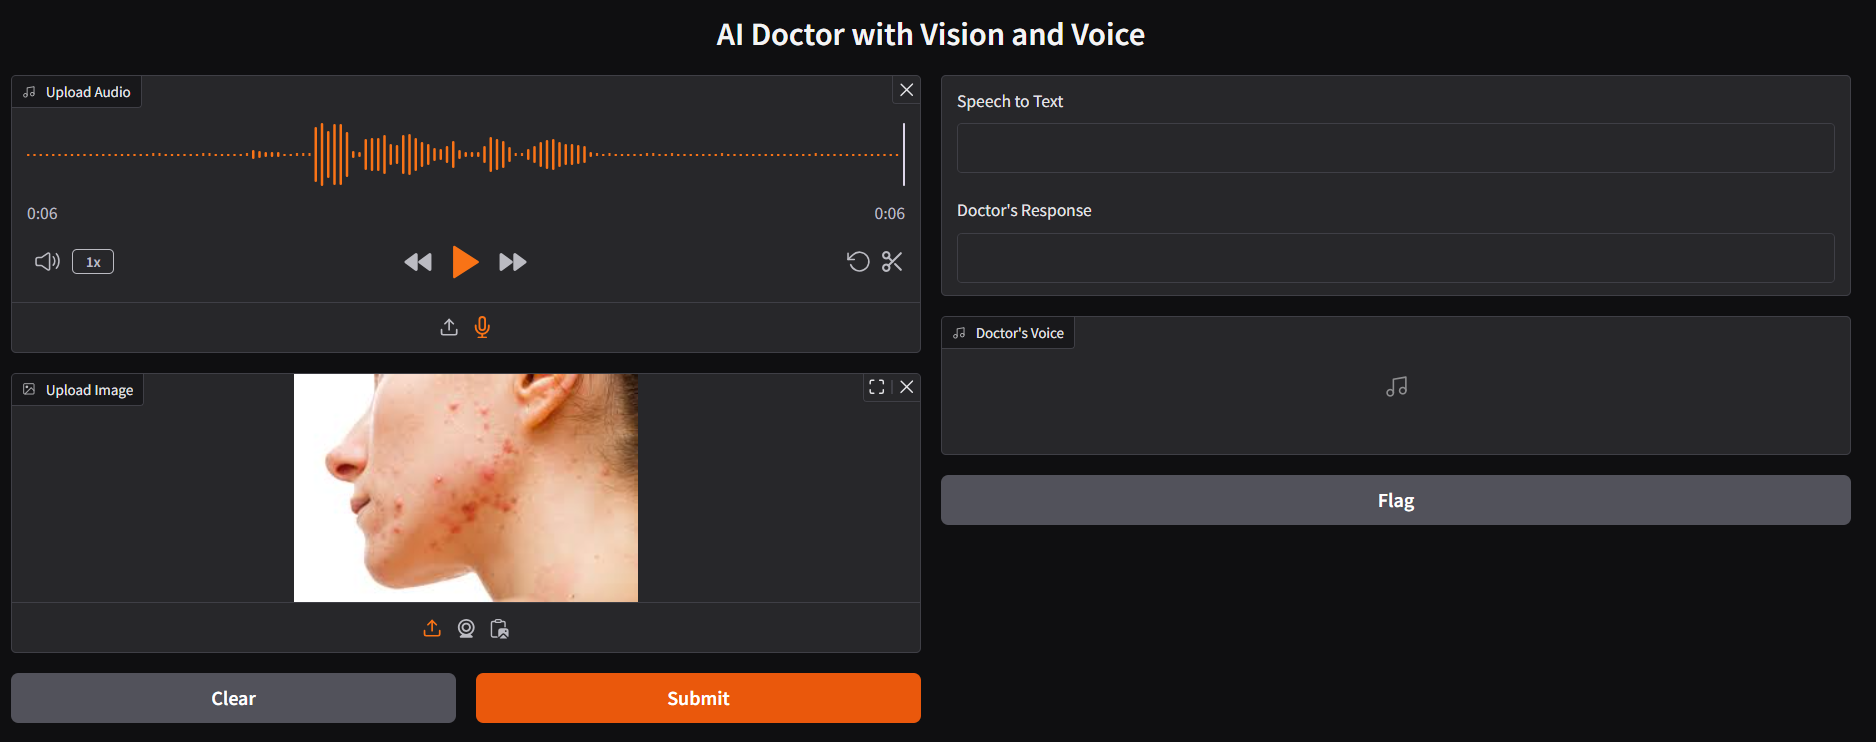 AI Doctor with Vision and Voice
Upload Audio
0:06
0:06
1x
Upload Image
Clear
Submit
Speech to Text
Doctor's Response
Doctor's Voice
Flag